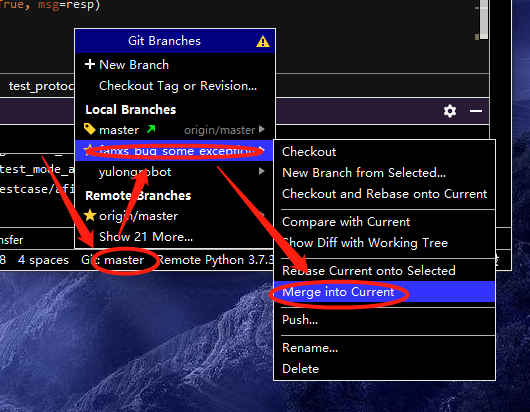 True, msg=resp)
Git Branches
New Branch
Checkout Tag or Revision...
test_protoc
Local Branches
master origin/master
fanxs_bug_some_exception
yulongrobot
test_mode_a
estcase/afi
Remote Branches
origin/master
Show 21 More...
nsfer
8 4 spaces Git: master Remote Python 3.7.3
Checkout
New Branch from Selected...
Checkout and Rebase onto Current
Compare with Current
Show Diff with Working Tree
Rebase Current onto Selected
Merge into Current
Push...
Rename...
Delete